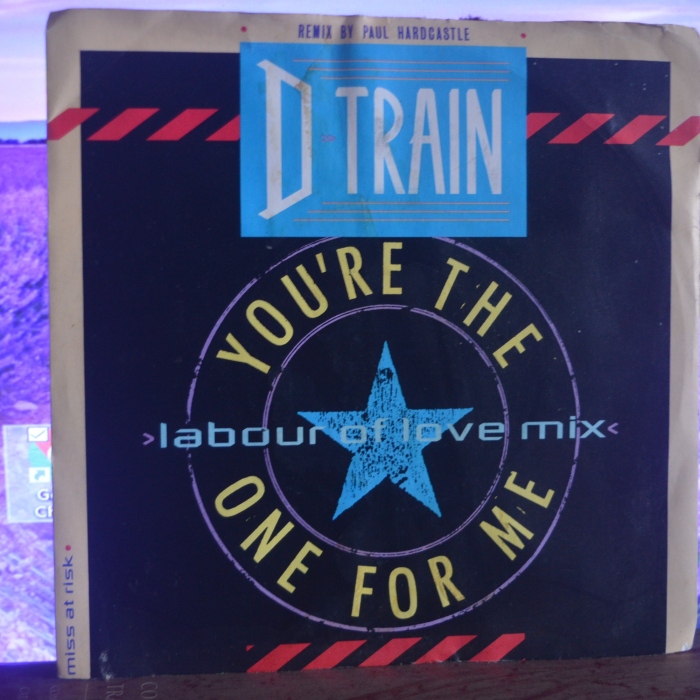 REMIX BY PAUL HARDCASTLE
D TRAIN
YOU'RE THE
>labour of love mix<
ONE FOR ME
miss at risk